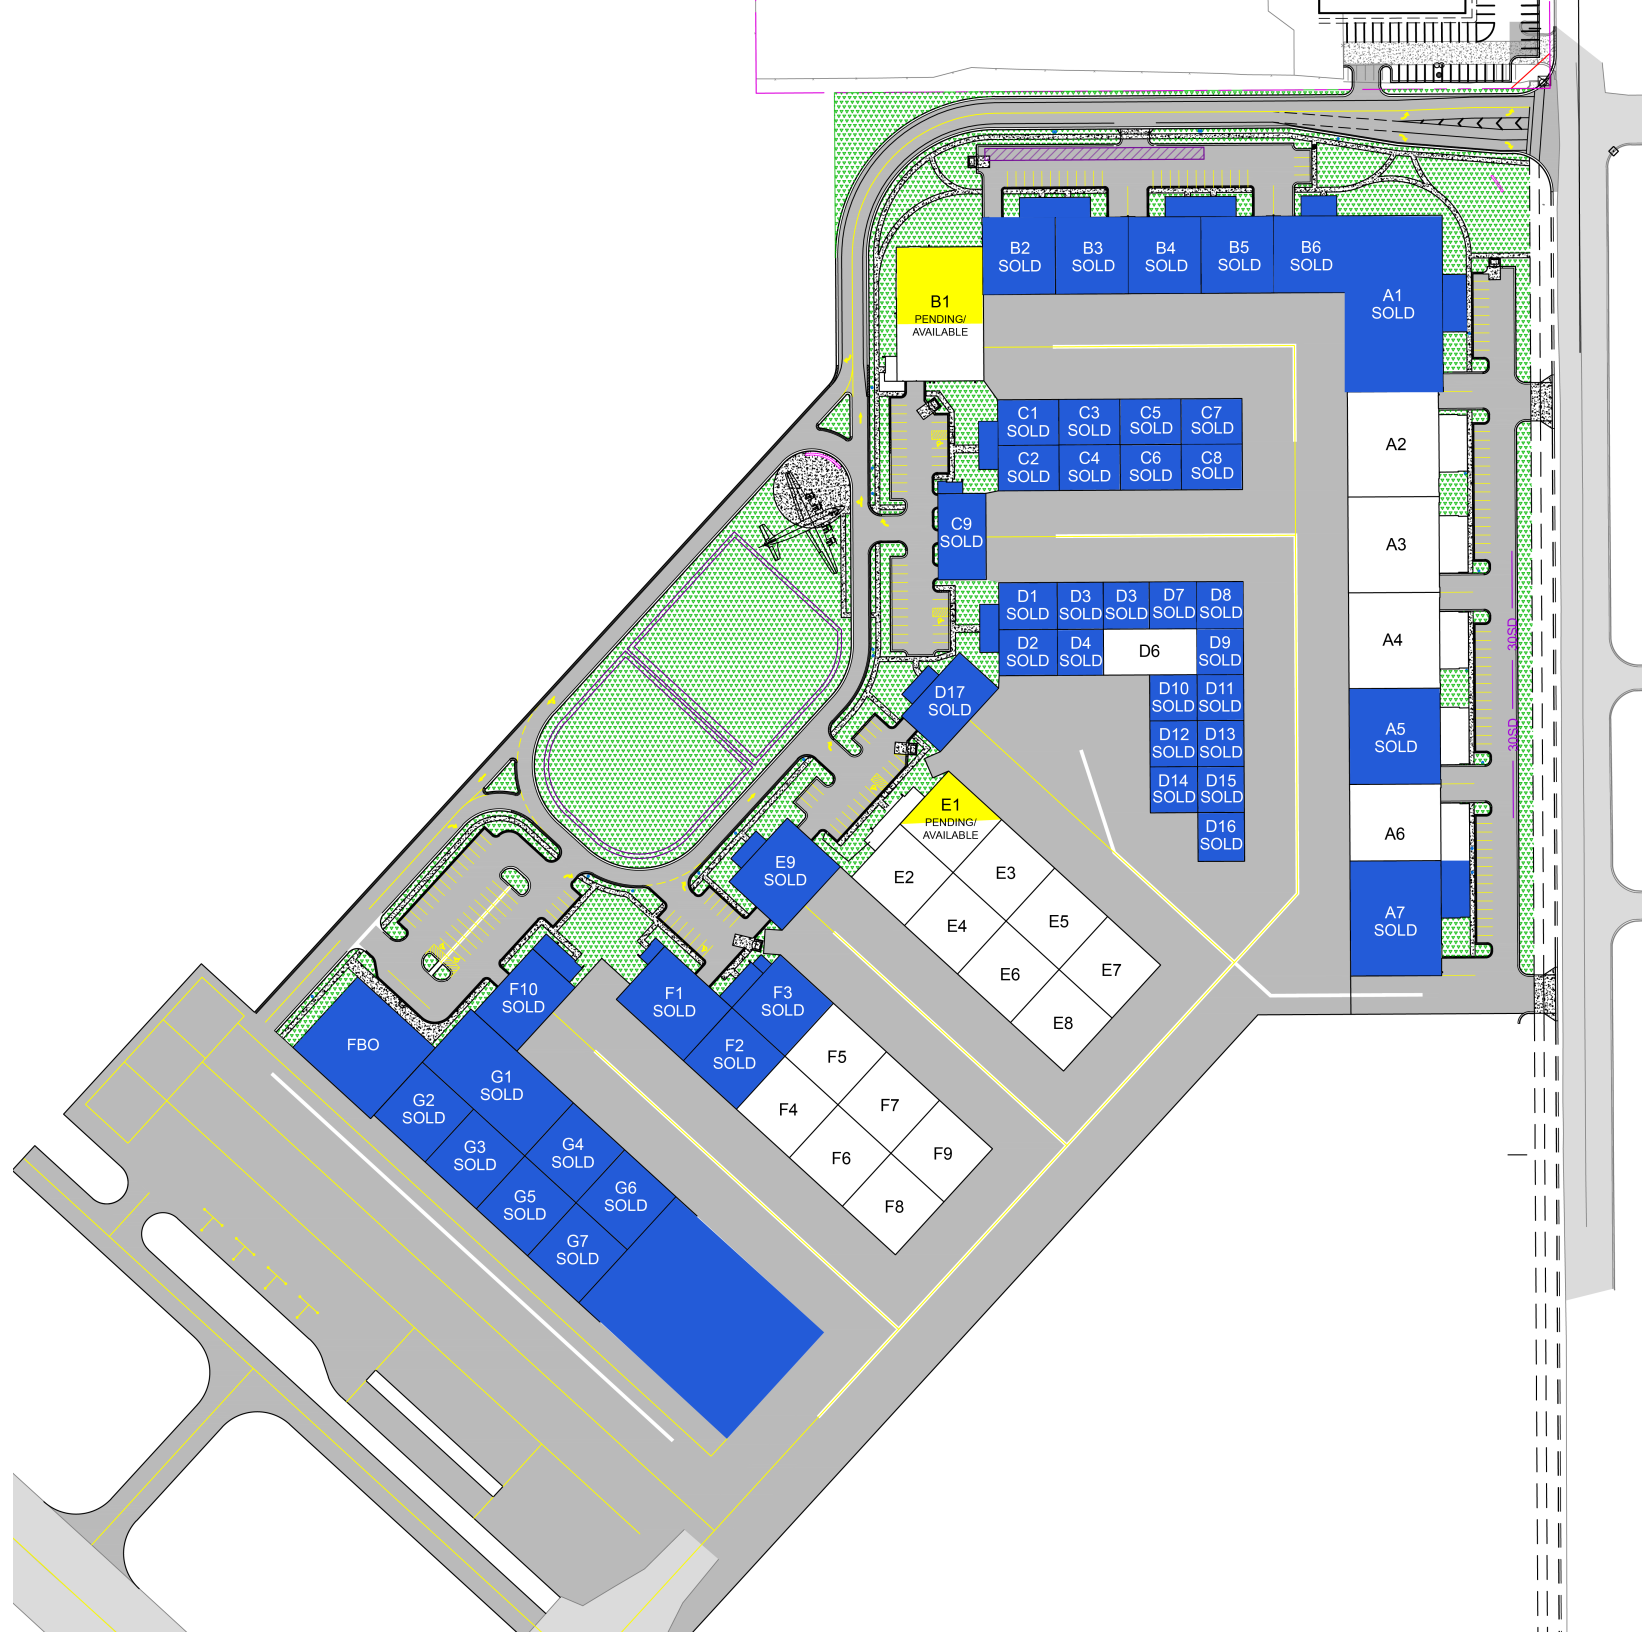 B2
SOLD
B3
SOLD
B4
SOLD
B5
SOLD
B6
SOLD
A1
SOLD
B1
PENDING/
AVAILABLE
C1
SOLD
C3
SOLD
C5
SOLD
C7
SOLD
C2
SOLD
C4
SOLD
C6
SOLD
C8
SOLD
A2
C9
SOLD
A3
D1
SOLD
D3
SOLD
D3
SOLD
D7
SOLD
D8
SOLD
D2
SOLD
D4
SOLD
D6
D9
SOLD
A4
30SD
30SD
D17
SOLD
D10
SOLD
D11
SOLD
D12
SOLD
D13
SOLD
A5
SOLD
D14
SOLD
D15
SOLD
D16
SOLD
E1
PENDING/
AVAILABLE
A6
E9
SOLD
E2
E3
E4
E5
A7
SOLD
E6
E7
E8
F10
SOLD
F1
SOLD
F3
SOLD
FBO
F2
SOLD
F5
G1
SOLD
G2
SOLD
F4
F7
G3
SOLD
G4
SOLD
F6
F9
G5
SOLD
G6
SOLD
F8
G7
SOLD